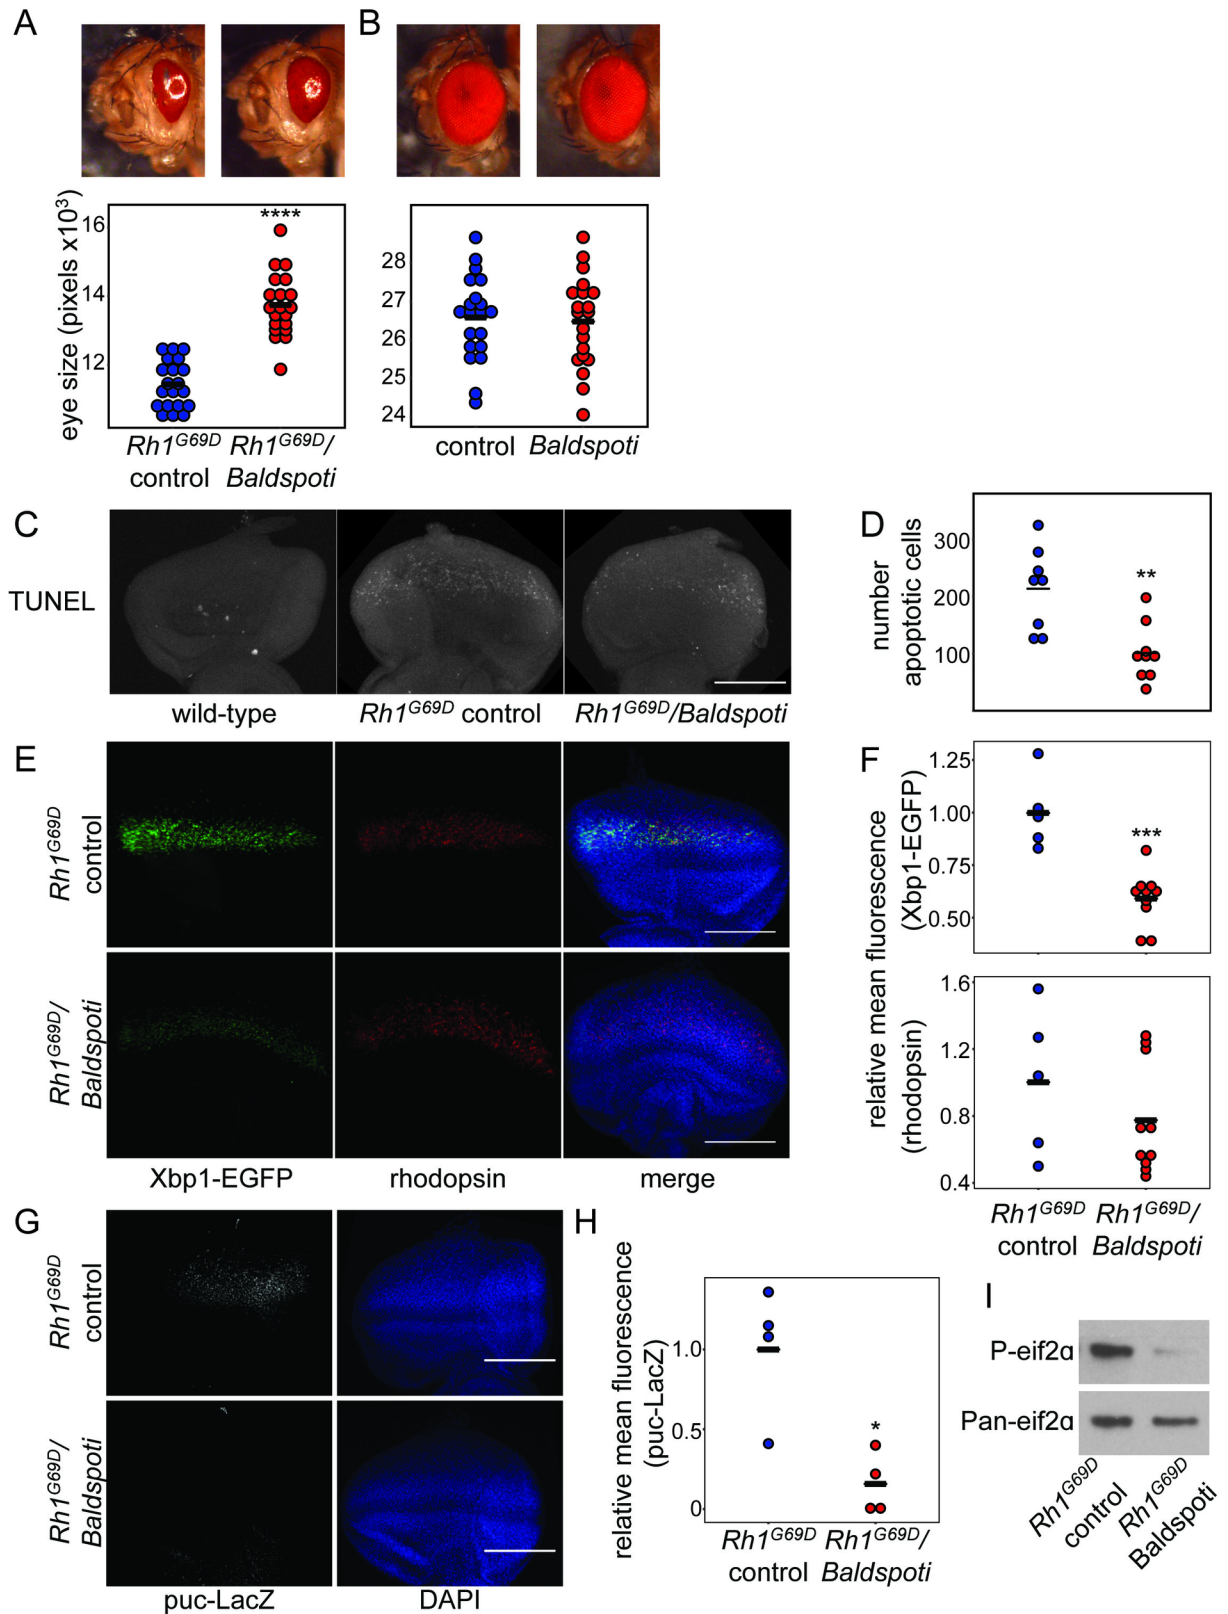 A
B
****
eye size (pixels x10³)
16
14
12
Rh1ᴳ⁶⁹ᴰ
control
Rh1ᴳ⁶⁹ᴰ/
Baldspoti
28
27
26
25
24
control
Baldspoti
C
TUNEL
wild-type
Rh1ᴳ⁶⁹ᴰ control
Rh1ᴳ⁶⁹ᴰ/Baldspoti
D
number
apoptotic cells
300
200
100
**
E
Rh1ᴳ⁶⁹ᴰ
control
Rh1ᴳ⁶⁹ᴰ/
Baldspoti
Xbp1-EGFP
rhodopsin
merge
F
relative mean fluorescence
(Xbp1-EGFP)
1.25
1.00
0.75
0.50
***
(rhodopsin)
1.6
1.2
0.8
0.4
Rh1ᴳ⁶⁹ᴰ
control
Rh1ᴳ⁶⁹ᴰ/
Baldspoti
G
Rh1ᴳ⁶⁹ᴰ
control
Rh1ᴳ⁶⁹ᴰ/
Baldspoti
puc-LacZ
DAPI
H
relative mean fluorescence
(puc-LacZ)
1.0
0.5
0
*
Rh1ᴳ⁶⁹ᴰ
control
Rh1ᴳ⁶⁹ᴰ/
Baldspoti
I
P-eif2α
Pan-eif2α
Rh1ᴳ⁶⁹ᴰ
control
Rh1ᴳ⁶⁹ᴰ
Baldspoti